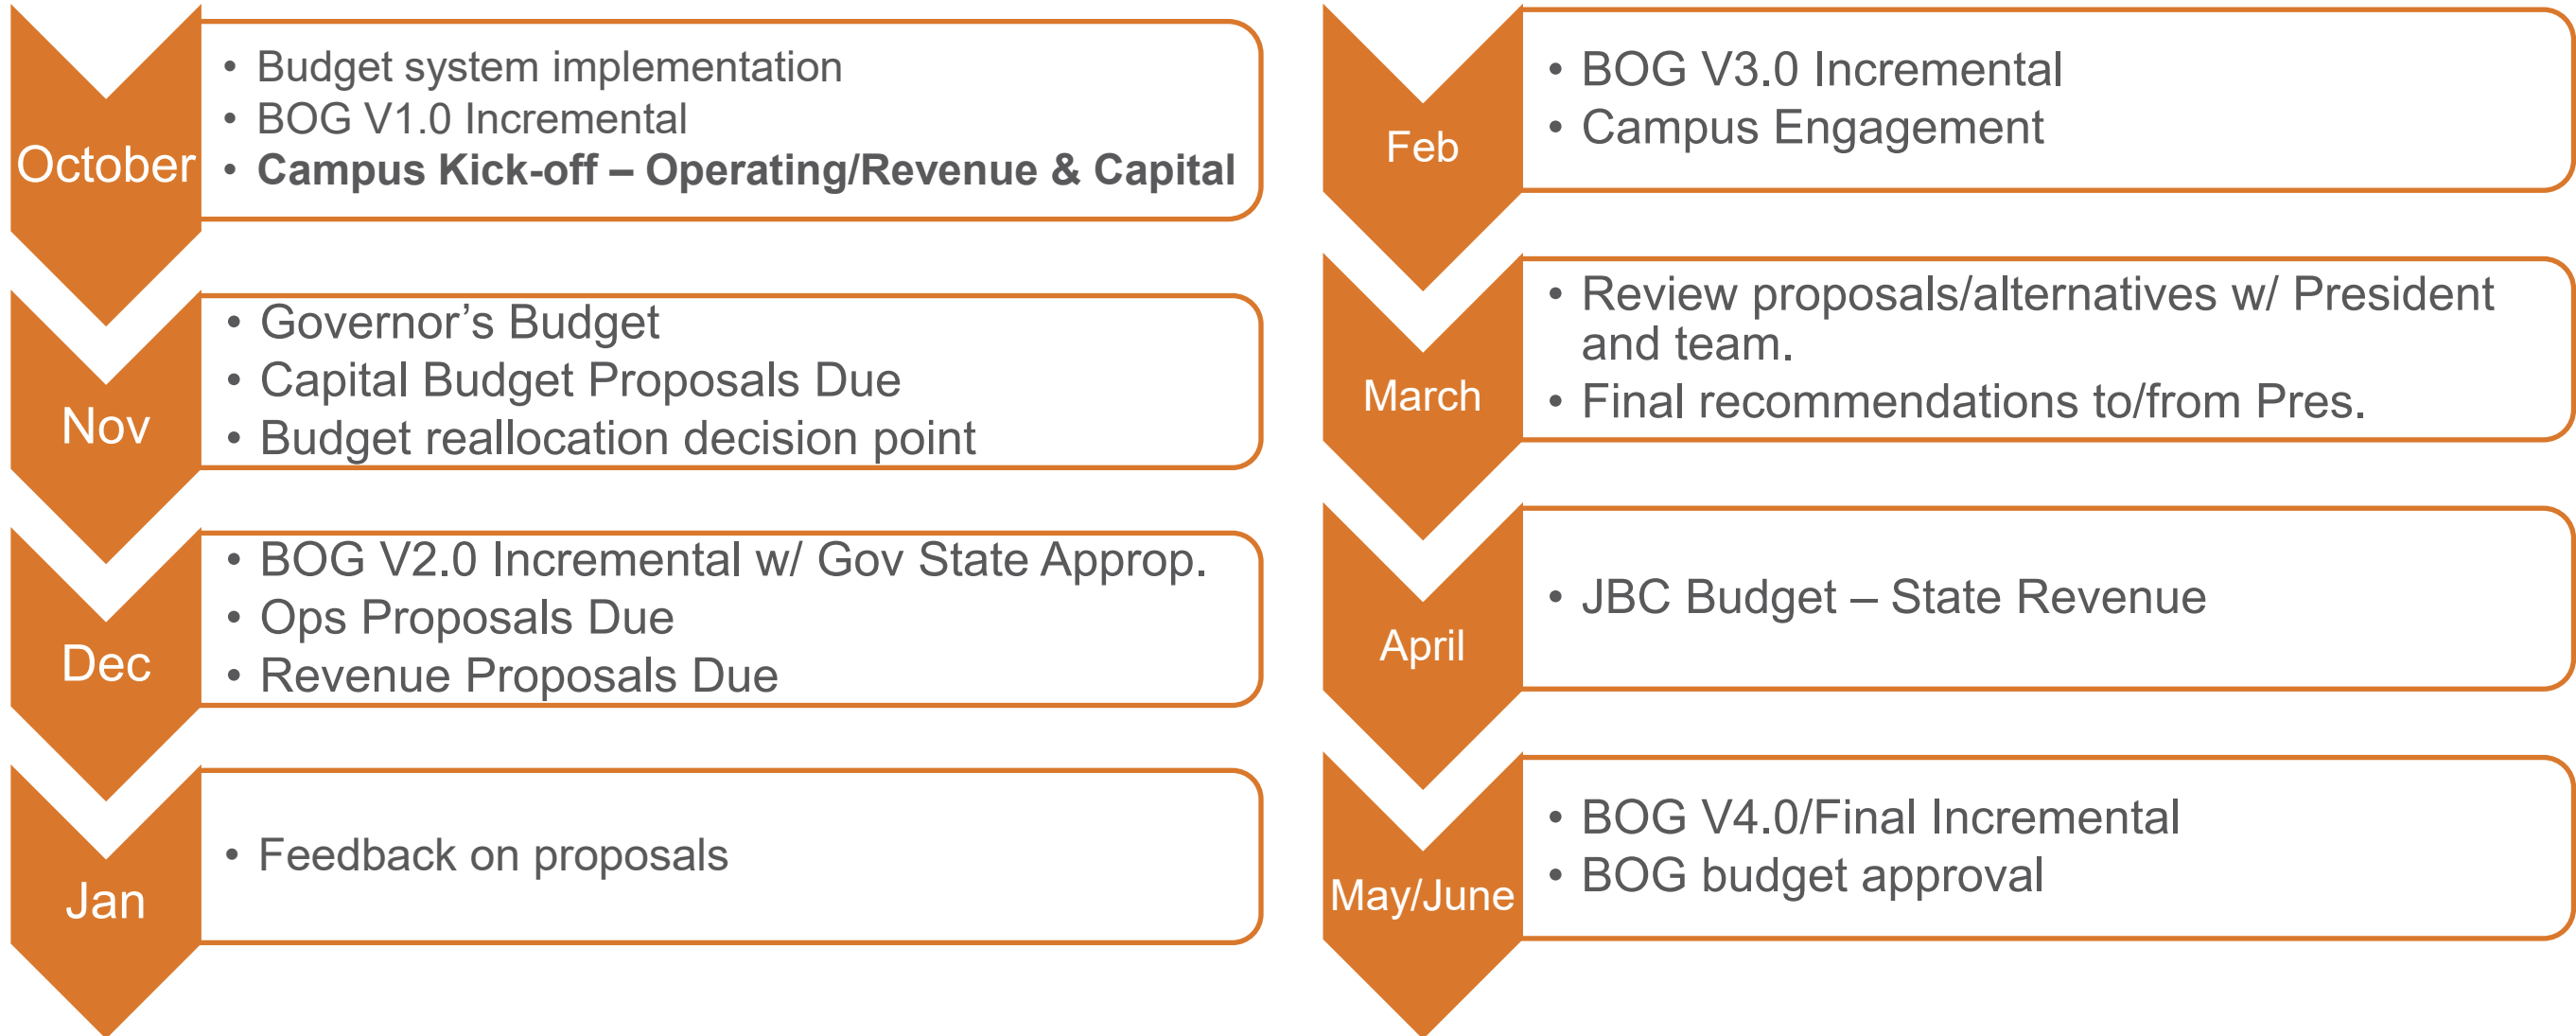 October
• Budget system implementation
• BOG V1.0 Incremental
• Campus Kick-off – Operating/Revenue & Capital
Nov
• Governor’s Budget
• Capital Budget Proposals Due
• Budget reallocation decision point
Dec
• BOG V2.0 Incremental w/ Gov State Approp.
• Ops Proposals Due
• Revenue Proposals Due
Jan
• Feedback on proposals
Feb
• BOG V3.0 Incremental
• Campus Engagement
March
• Review proposals/alternatives w/ President
and team.
• Final recommendations to/from Pres.
April
• JBC Budget – State Revenue
May/June
• BOG V4.0/Final Incremental
• BOG budget approval